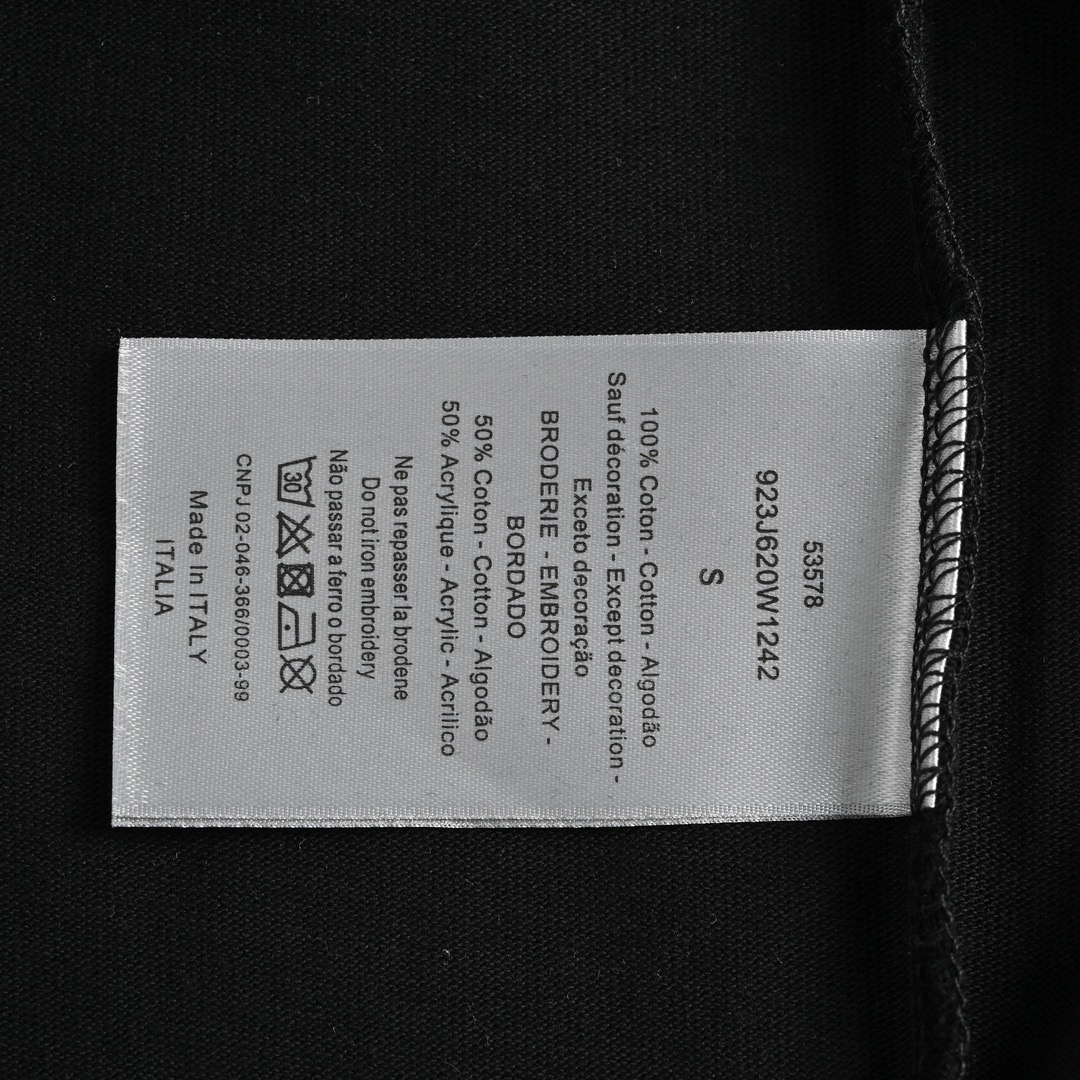 53578
923J620W1242
S
100% Coton - Cotton - Algodão
Sauf décoration - Except decoration -
Exceto decoração
BRODERIE - EMBROIDERY -
BORDADO
50% Coton - Cotton - Algodão
50% Acrylique - Acrylic - Acrilico
Ne pas repasser la brodene
Do not iron embroidery
Não passar a ferro o bordado
30
CNPJ 02-046-366/0003-99
Made In ITALY
ITALIA